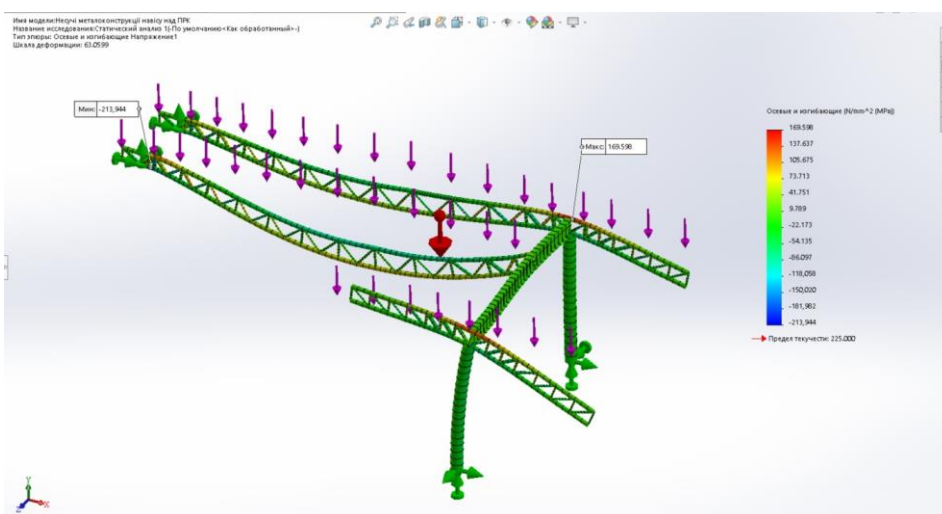 Имя модели:Несучі металоконструкції навісу над ПРК
Название исследования:Статический анализ 1(-По умолчанию<Как обработанный>-)
Тип эпюры: Осевые и изгибающие Напряжение1
Шкала деформации: 63.0599
Мин: -213,944
Макс: 169.598
Осевые и изгибающие (N/mm^2 (MPa))
169.598
137.637
105.675
73.713
41.751
9.789
-22.173
-54.135
-86.097
-118,058
-150,020
-181,982
-213,944
Предел текучести: 225.000
Y
X
Z